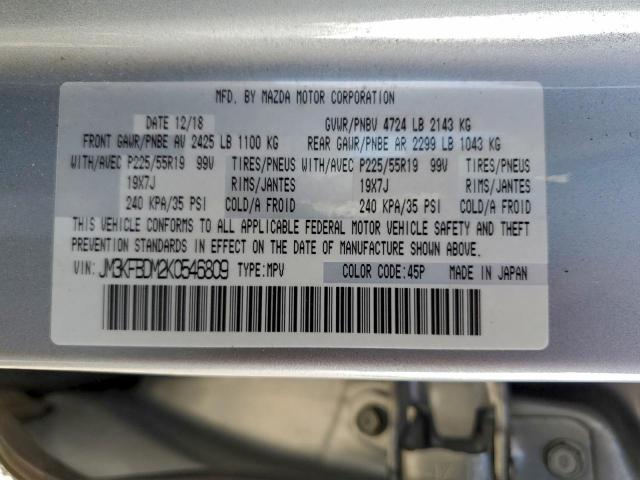 MFD. BY MAZDA MOTOR CORPORATION
DATE 12/18 GVWR/PNBV 4724 LB 2143 KG
FRONT GAWR/PNBE AV 2425 LB 1100 KG REAR GAWR/PNBE AR 2299 LB 1043 KG
WITH/AVEC P225/55R19 99V TIRES/PNEUS WITH/AVEC P225/55R19 99V TIRES/PNEUS
19X7J RIMS/JANTES 19X7J RIMS/JANTES
240 KPA/35 PSI COLD/A FROID 240 KPA/35 PSI COLD/A FROID
THIS VEHICLE CONFORMS TO ALL APPLICABLE FEDERAL MOTOR VEHICLE SAFETY AND THEFT
PREVENTION STANDARDS IN EFFECT ON THE DATE OF MANUFACTURE SHOWN ABOVE.
VIN: JM3KFBDM2K0546809 TYPE:MPV COLOR CODE:45P MADE IN JAPAN